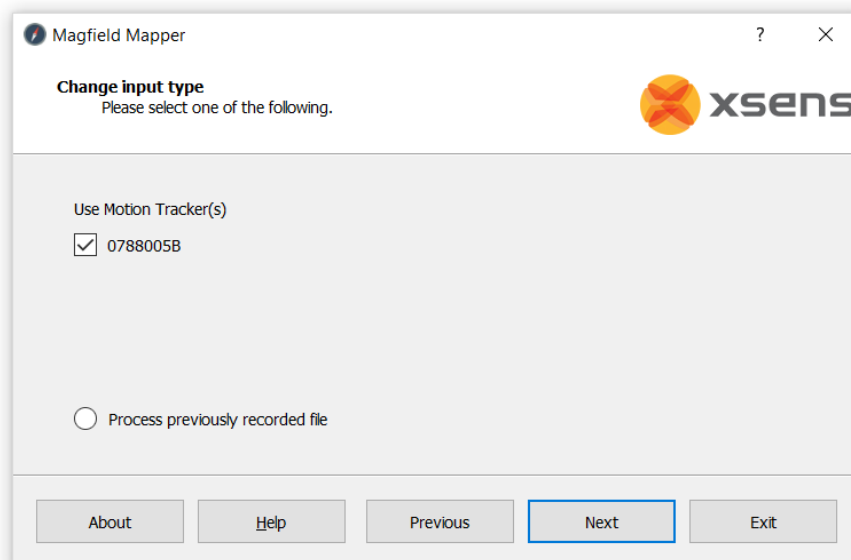 Magfield Mapper ?
Change input type
Please select one of the following.
xsens
Use Motion Tracker(s)
0788005B
Process previously recorded file
About Help Previous Next Exit